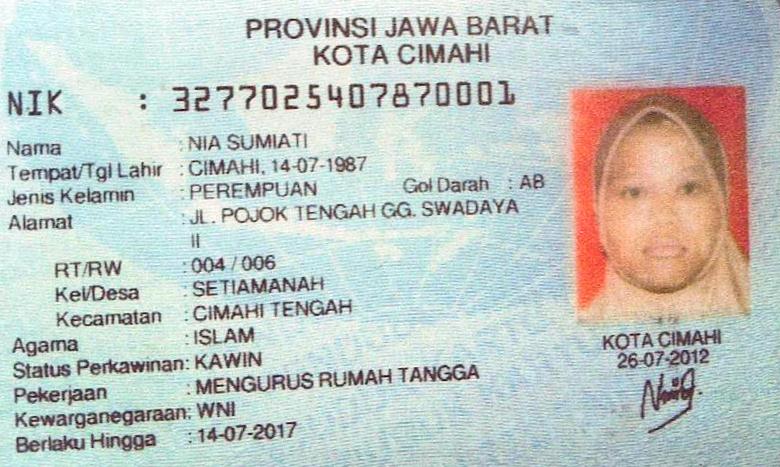 PROVINSI JAWA BARAT
KOTA CIMAHI
NIK : 3277025407870001
Nama : NIA SUMIATI
Tempat/Tgl Lahir : CIMAHI, 14-07-1987
Jenis Kelamin : PEREMPUAN Gol Darah : AB
Alamat : JL. POJOK TENGAH GG. SWADAYA
II
RT/RW : 004 / 006
Kel/Desa : SETIAMANAH
Kecamatan : CIMAHI TENGAH
Agama : ISLAM
Status Perkawinan: KAWIN
Pekerjaan : MENGURUS RUMAH TANGGA
Kewarganegaraan: WNI
Berlaku Hingga : 14-07-2017
KOTA CIMAHI
26-07-2012